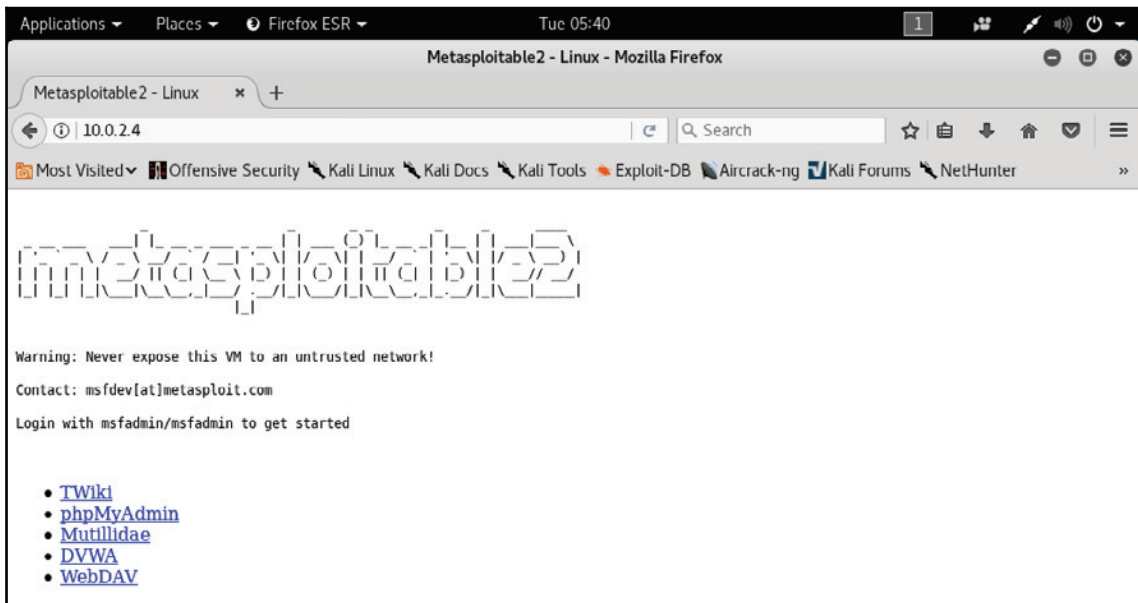 Applications Places Firefox ESR Tue 05:40 1
Metasploitable2 - Linux - Mozilla Firefox
Metasploitable2 - Linux × +
10.0.2.4 Search
Most Visited Offensive Security Kali Linux Kali Docs Kali Tools Exploit-DB Aircrack-ng Kali Forums NetHunter »
metasploitable2
Warning: Never expose this VM to an untrusted network!
Contact: msfdev[at]metasploit.com
Login with msfadmin/msfadmin to get started
• TWiki
• phpMyAdmin
• Mutillidae
• DVWA
• WebDAV